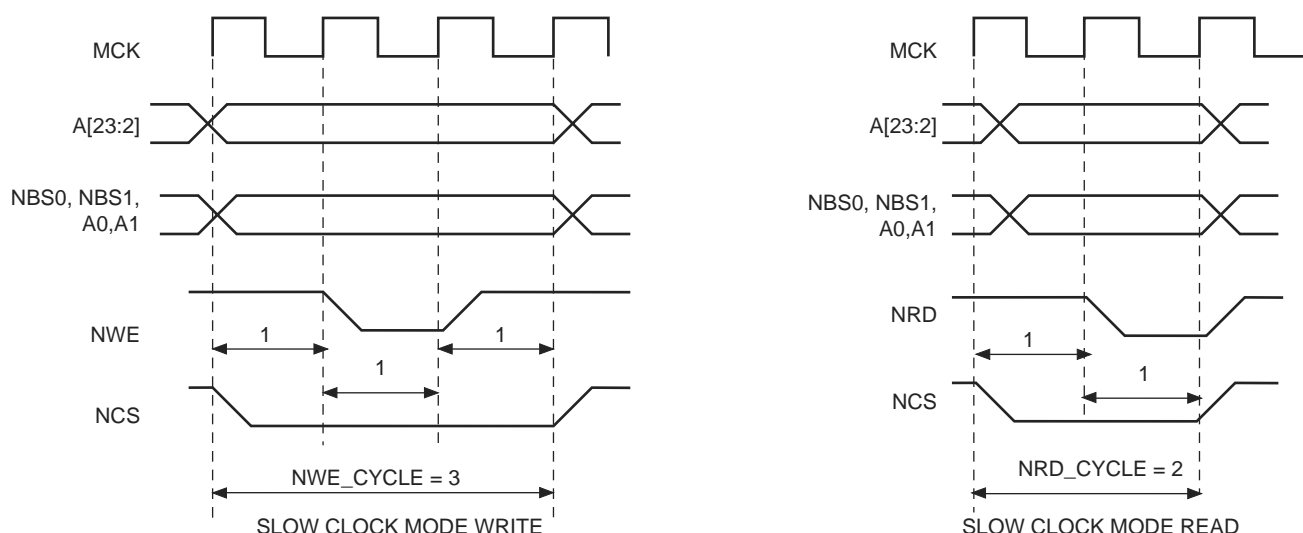 MCK
A[23:2]
NBS0, NBS1,
A0,A1
NWE
1
1
1
NCS
NWE_CYCLE = 3
SLOW CLOCK MODE WRITE
MCK
A[23:2]
NBS0, NBS1,
A0,A1
NRD
1
1
NCS
NRD_CYCLE = 2
SLOW CLOCK MODE READ